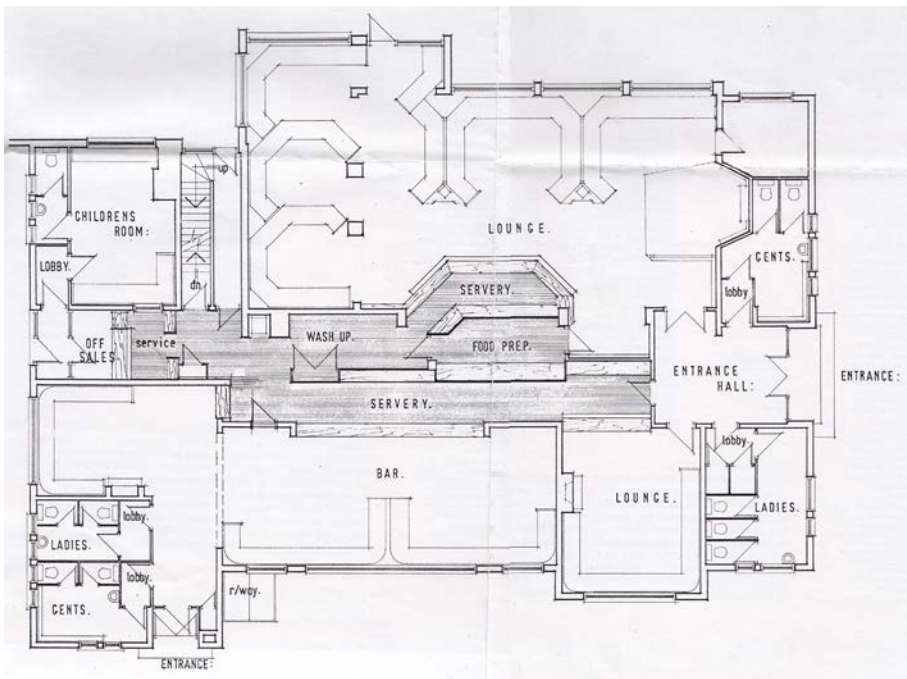 up
CHILDRENS
ROOM:
LOUNGE.
GENTS.
LOBBY.
dn.
SERVERY.
lobby
OFF
SALES
service
WASH UP.
FOOD PREP.
ENTRANCE
HALL:
ENTRANCE:
SERVERY.
lobby.
BAR.
LOUNGE.
LADIES.
lobby.
LADIES.
lobby.
r/way.
GENTS.
ENTRANCE: